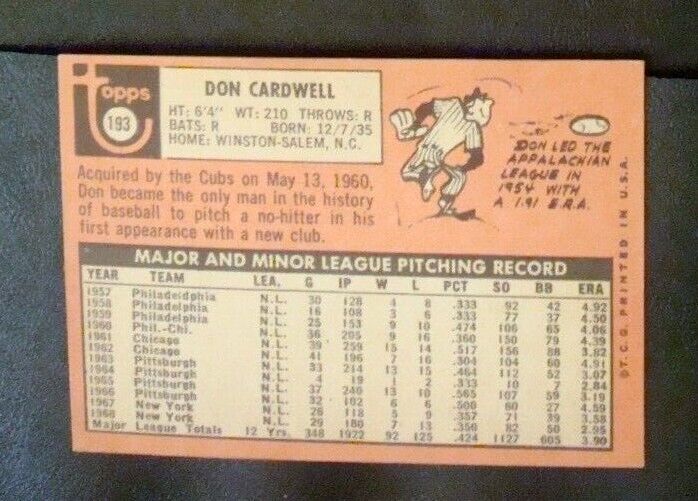 topps
193
DON CARDWELL
HT: 6'4" WT: 210 THROWS: R
BATS: R BORN: 12/7/35
HOME: WINSTON-SALEM, N.C.
Acquired by the Cubs on May 13, 1960,
Don became the only man in the history
of baseball to pitch a no-hitter in his
first appearance with a new club.
DON LED THE
APPALACHIAN
LEAGUE IN
1954 WITH
A 1.91 E.R.A.
MAJOR AND MINOR LEAGUE PITCHING RECORD
YEAR TEAM LEA. G IP W L PCT SO BB ERA
1957 Philadelphia N.L. 30 128 4 8 .333 92 42 4.92
1958 Philadelphia N.L. 16 108 3 6 .333 77 37 4.50
1959 Philadelphia N.L. 25 153 9 10 .474 106 65 4.06
1960 Phil.-Chi. N.L. 36 205 9 16 .360 150 79 4.39
1961 Chicago N.L. 39 259 15 14 .517 156 88 3.82
1962 Chicago N.L. 41 196 7 16 .304 104 60 4.91
1963 Pittsburgh N.L. 33 214 13 15 .464 112 52 3.07
1964 Pittsburgh N.L. 4 19 1 2 .333 10 7 2.84
1965 Pittsburgh N.L. 37 240 13 10 .565 107 59 3.19
1966 Pittsburgh N.L. 32 102 6 6 .500 60 27 4.59
1967 New York N.L. 26 118 5 9 .357 71 39 3.58
1968 New York N.L. 29 180 7 13 .350 82 50 2.95
Major League Totals 12 Yrs. 348 1922 92 125 .424 1127 605 3.90
©T.C.G. PRINTED IN U.S.A.